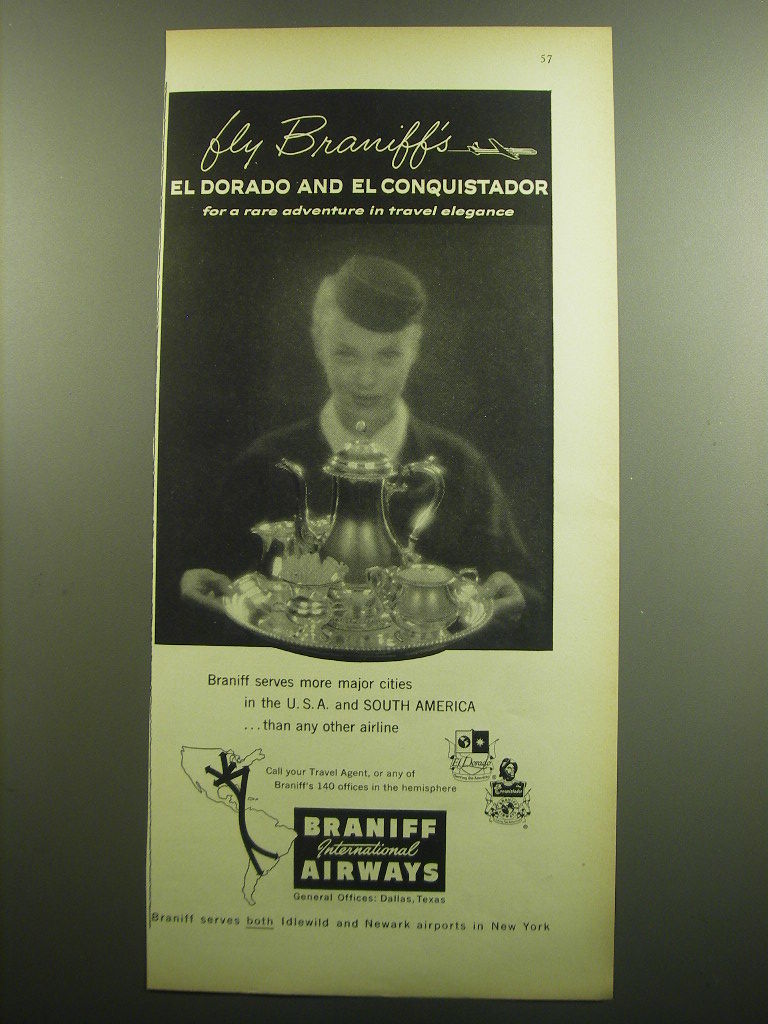 57
fly Braniff's
EL DORADO AND EL CONQUISTADOR
for a rare adventure in travel elegance
Braniff serves more major cities
in the U.S.A. and SOUTH AMERICA
...than any other airline
Call your Travel Agent, or any of
Braniff's 140 offices in the hemisphere
El Dorado
®
Conquistador
®
BRANIFF
International
AIRWAYS
General Offices: Dallas, Texas
Braniff serves both Idlewild and Newark airports in New York